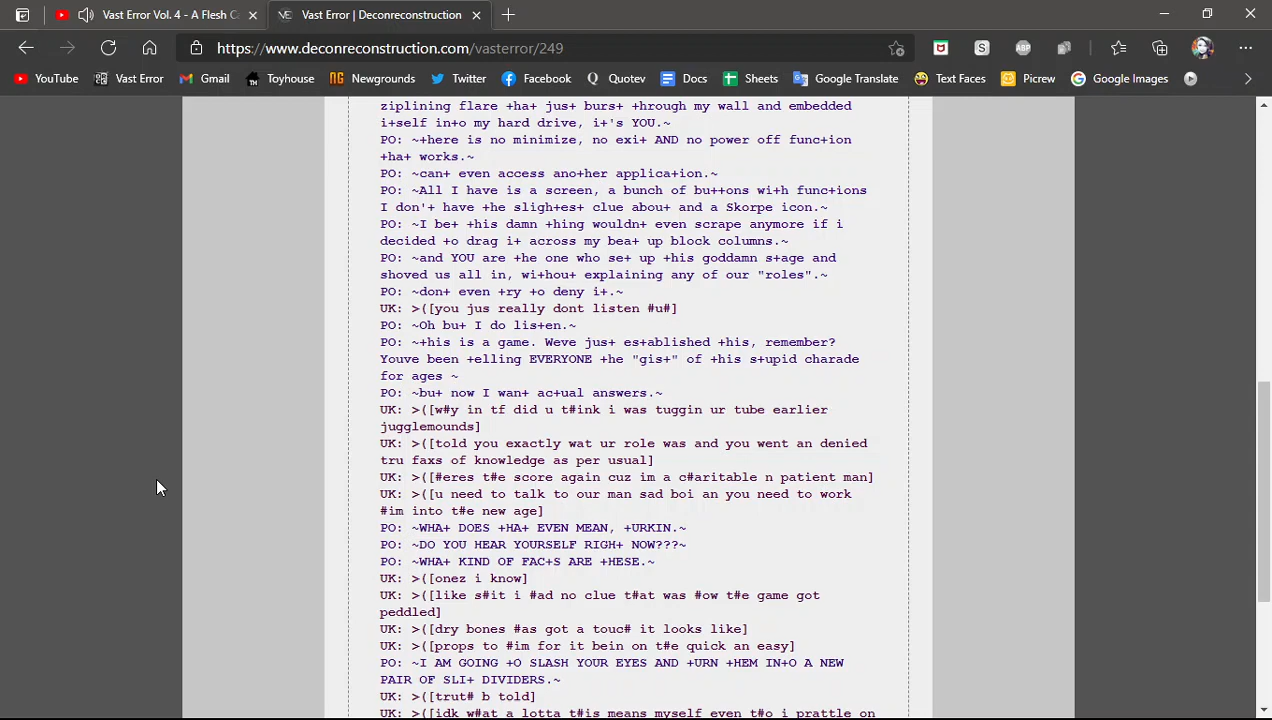 Vast Error Vol. 4 - A Flesh C
Vast Error | Deconreconstruction
https://www.deconreconstruction.com/vasterror/249
YouTube Vast Error Gmail Toyhouse Newgrounds Twitter Facebook Quotev Docs Sheets Google Translate Text Faces Picrew Google Images
ziplining flare +ha+ jus+ burs+ +hrough my wall and embedded
i+self in+o my hard drive, i+'s YOU.~
PO: ~+here is no minimize, no exi+ AND no power off func+ion
+ha+ works.~
PO: ~can+ even access ano+her applica+ion.~
PO: ~All I have is a screen, a bunch of bu++ons wi+h func+ions
I don'+ have +he sligh+es+ clue abou+ and a Skorpe icon.~
PO: ~I be+ +his damn +hing wouldn+ even scrape anymore if i
decided +o drag i+ across my bea+ up block columns.~
PO: ~and YOU are +he one who se+ up +his goddamn s+age and
shoved us all in, wi+hou+ explaining any of our "roles".~
PO: ~don+ even +ry +o deny i+.~
UK: >([you jus really dont listen #u#]
PO: ~Oh bu+ I do lis+en.~
PO: ~+his is a game. Weve jus+ es+ablished +his, remember?
Youve been +elling EVERYONE +he "gis+" of +his s+upid charade
for ages ~
PO: ~bu+ now I wan+ ac+ual answers.~
UK: >([w#y in tf did u t#ink i was tuggin ur tube earlier
jugglemounds]
UK: >([told you exactly wat ur role was and you went an denied
tru faxs of knowledge as per usual]
UK: >([#eres t#e score again cuz im a c#aritable n patient man]
UK: >([u need to talk to our man sad boi an you need to work
#im into t#e new age]
PO: ~WHA+ DOES +HA+ EVEN MEAN, +URKIN.~
PO: ~DO YOU HEAR YOURSELF RIGH+ NOW???~
PO: ~WHA+ KIND OF FAC+S ARE +HESE.~
UK: >([onez i know]
UK: >([like s#it i #ad no clue t#at was #ow t#e game got
peddled]
UK: >([dry bones #as got a touc# it looks like]
UK: >([props to #im for it bein on t#e quick an easy]
PO: ~I AM GOING +O SLASH YOUR EYES AND +URN +HEM IN+O A NEW
PAIR OF SLI+ DIVIDERS.~
UK: >([trut# b told]
UK: >([idk w#at a lotta t#is means myself even t#o i prattle on